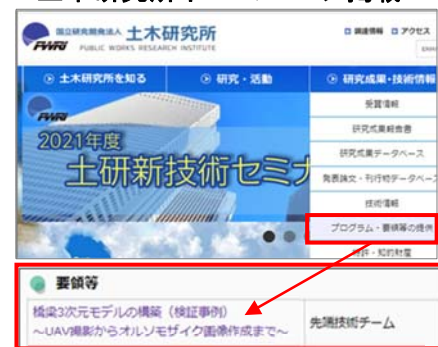 国立研究開発法人 土木研究所
PWRI PUBLIC WORKS RESEARCH INSTITUTE
調達情報 アクセス
土木研究所を知る
研究・活動
研究成果・技術情報
PWRI
2021年度
土研新技術セミナ
受賞情報
研究成果報告書
研究成果データベース
発表論文・刊行物データベース
技術情報
プログラム・要領等の提供
特許・知的財産
要領等
橋梁3次元モデルの構築（検証事例）
～UAV撮影からオルソモザイク画像作成まで～
先端技術チーム